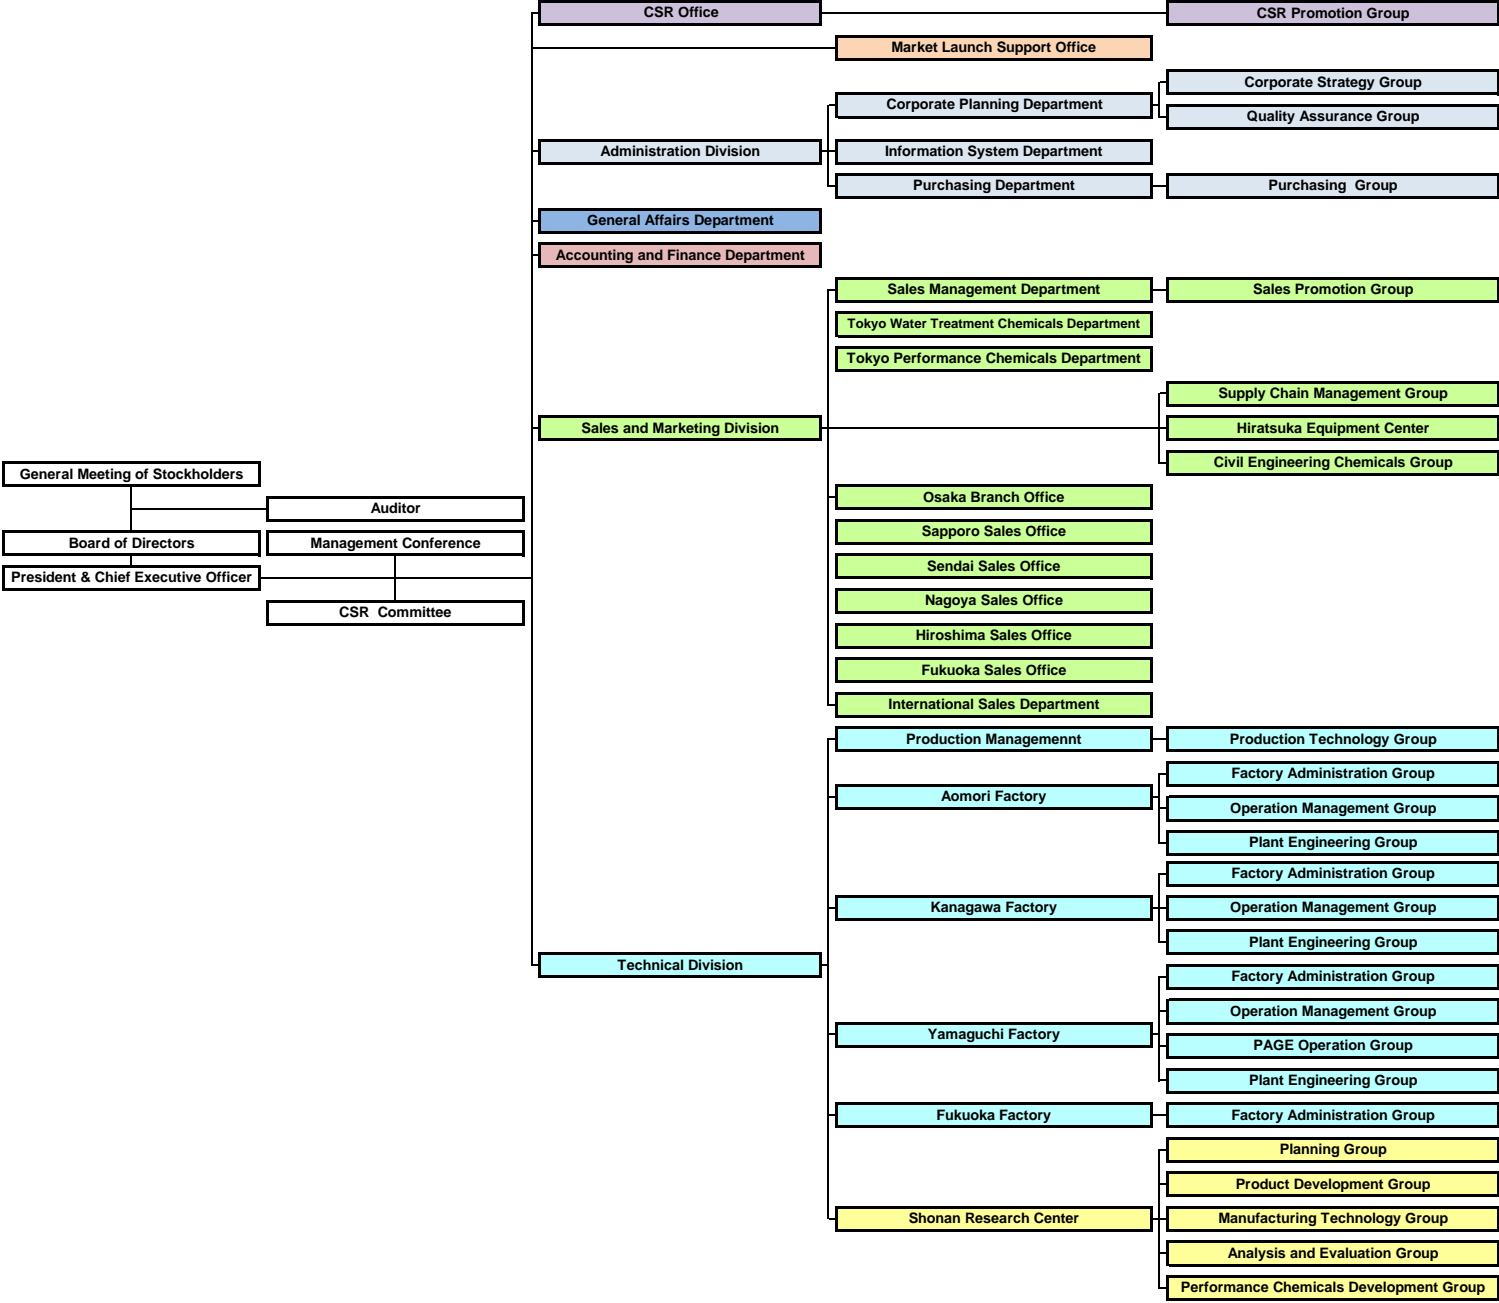 CSR Office
CSR Promotion Group
Market Launch Support Office
Corporate Strategy Group
Corporate Planning Department
Quality Assurance Group
Administration Division
Information System Department
Purchasing Department
Purchasing  Group
General Affairs Department
Accounting and Finance Department
Sales Management Department
Sales Promotion Group
Tokyo Water Treatment Chemicals Department
Tokyo Performance Chemicals Department
Supply Chain Management Group
Sales and Marketing Division
Hiratsuka Equipment Center
Civil Engineering Chemicals Group
General Meeting of Stockholders
Osaka Branch Office
Auditor
Sapporo Sales Office
Board of Directors
Management Conference
Sendai Sales Office
President & Chief Executive Officer
Nagoya Sales Office
CSR  Committee
Hiroshima Sales Office
Fukuoka Sales Office
International Sales Department
Production Managemennt
Production Technology Group
Factory Administration Group
Aomori Factory
Operation Management Group
Plant Engineering Group
Factory Administration Group
Kanagawa Factory
Operation Management Group
Plant Engineering Group
Technical Division
Factory Administration Group
Operation Management Group
Yamaguchi Factory
PAGE Operation Group
Plant Engineering Group
Fukuoka Factory
Factory Administration Group
Planning Group
Product Development Group
Shonan Research Center
Manufacturing Technology Group
Analysis and Evaluation Group
Performance Chemicals Development Group